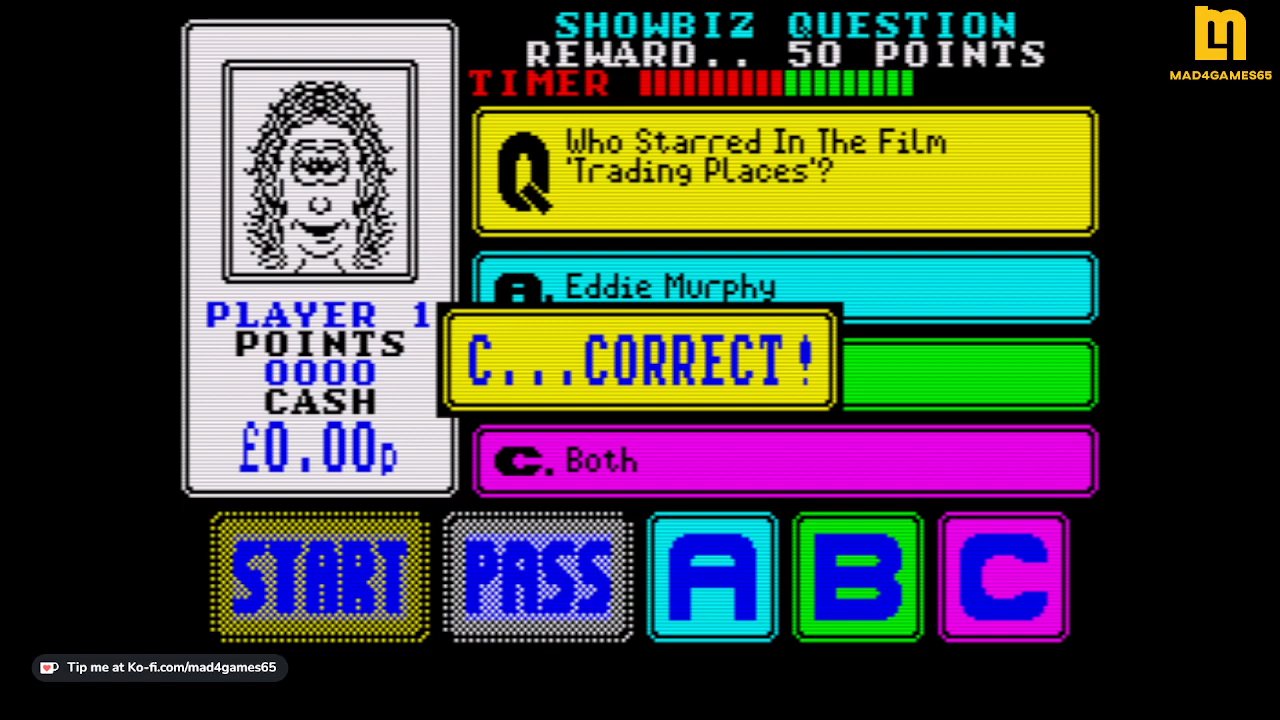 SHOWBIZ QUESTION
REWARD.. 50 POINTS
TIMER
MAD4GAMES65
Q Who Starred In The Film
'Trading Places'?
A. Eddie Murphy
C...CORRECT!
C. Both
PLAYER 1
POINTS
0000
CASH
£0.00p
START PASS A B C
Tip me at Ko-fi.com/mad4games65